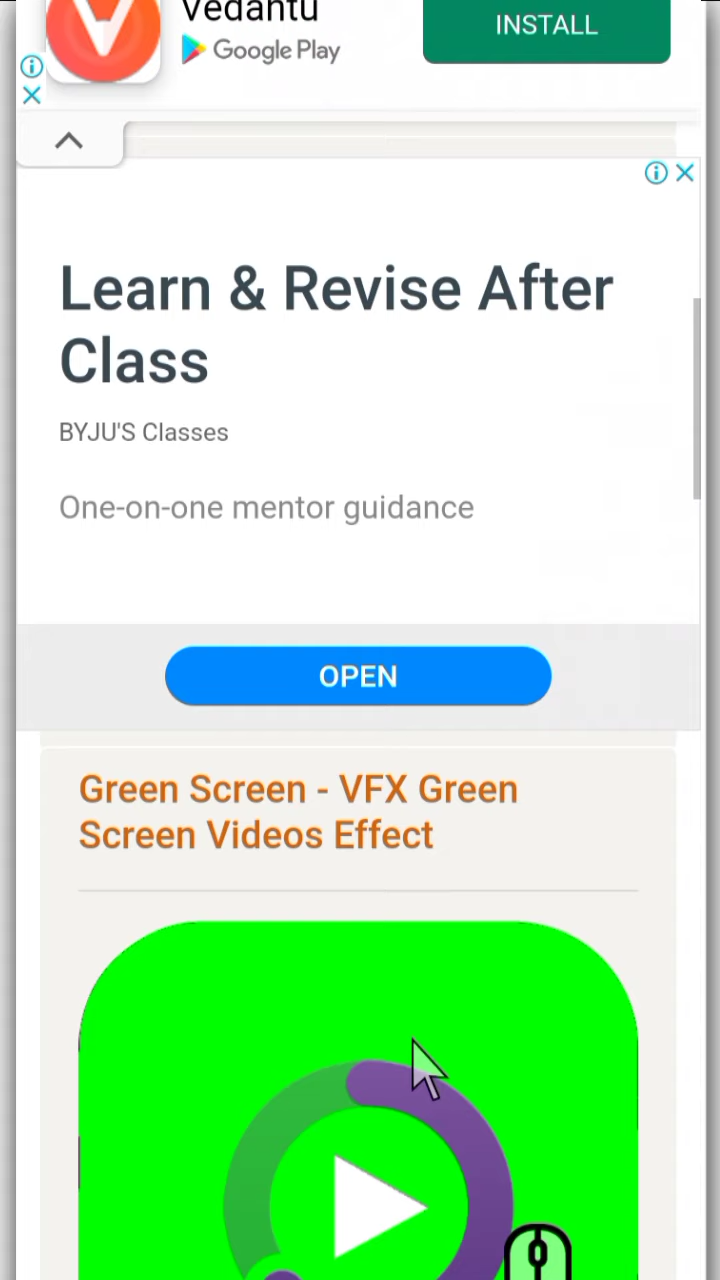 Vedantu
Google Play
INSTALL
Learn & Revise After
Class
BYJU'S Classes
One-on-one mentor guidance
OPEN
Green Screen - VFX Green
Screen Videos Effect